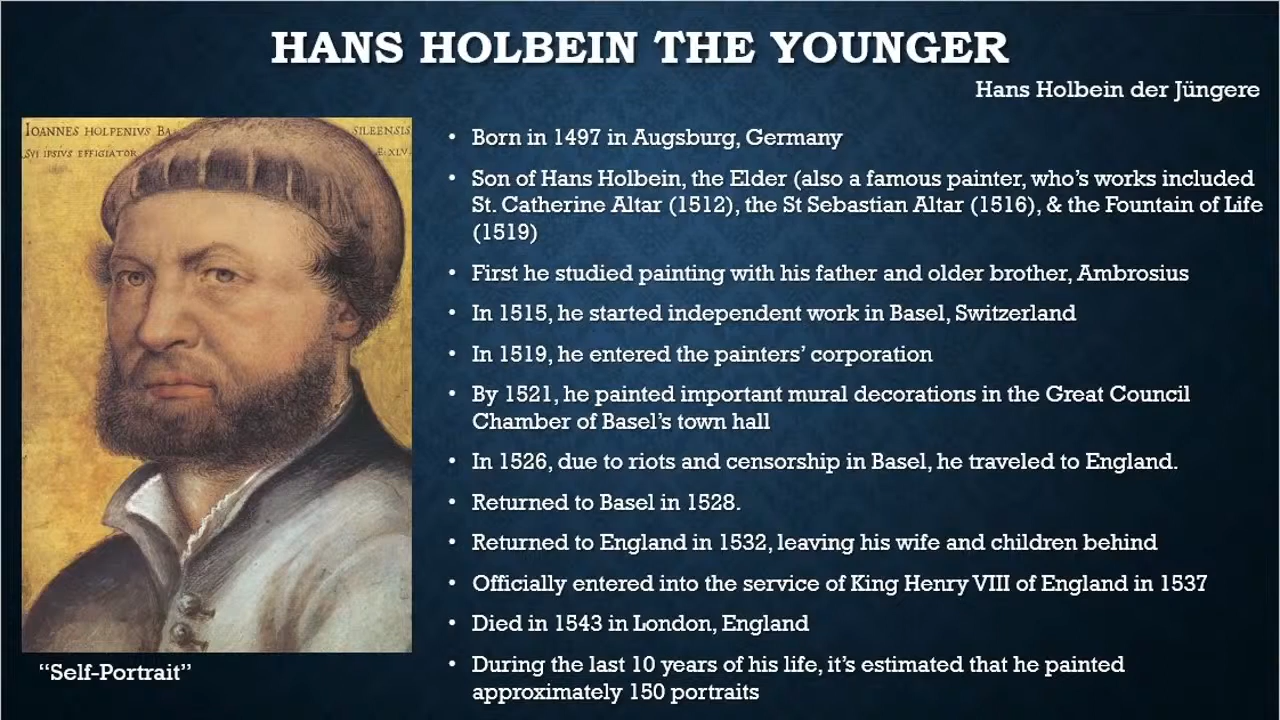 HANS HOLBEIN THE YOUNGER
Hans Holbein der Jüngere
IOANNES HOLPENIVS BA SILEENSIS
SVI IPSIVS EFFIGIATOR Æ·XLV·
• Born in 1497 in Augsburg, Germany
• Son of Hans Holbein, the Elder (also a famous painter, who's works included
St. Catherine Altar (1512), the St Sebastian Altar (1516), & the Fountain of Life
(1519)
• First he studied painting with his father and older brother, Ambrosius
• In 1515, he started independent work in Basel, Switzerland
• In 1519, he entered the painters' corporation
• By 1521, he painted important mural decorations in the Great Council
Chamber of Basel's town hall
• In 1526, due to riots and censorship in Basel, he traveled to England.
• Returned to Basel in 1528.
• Returned to England in 1532, leaving his wife and children behind
• Officially entered into the service of King Henry VIII of England in 1537
• Died in 1543 in London, England
• During the last 10 years of his life, it's estimated that he painted
approximately 150 portraits
"Self-Portrait"